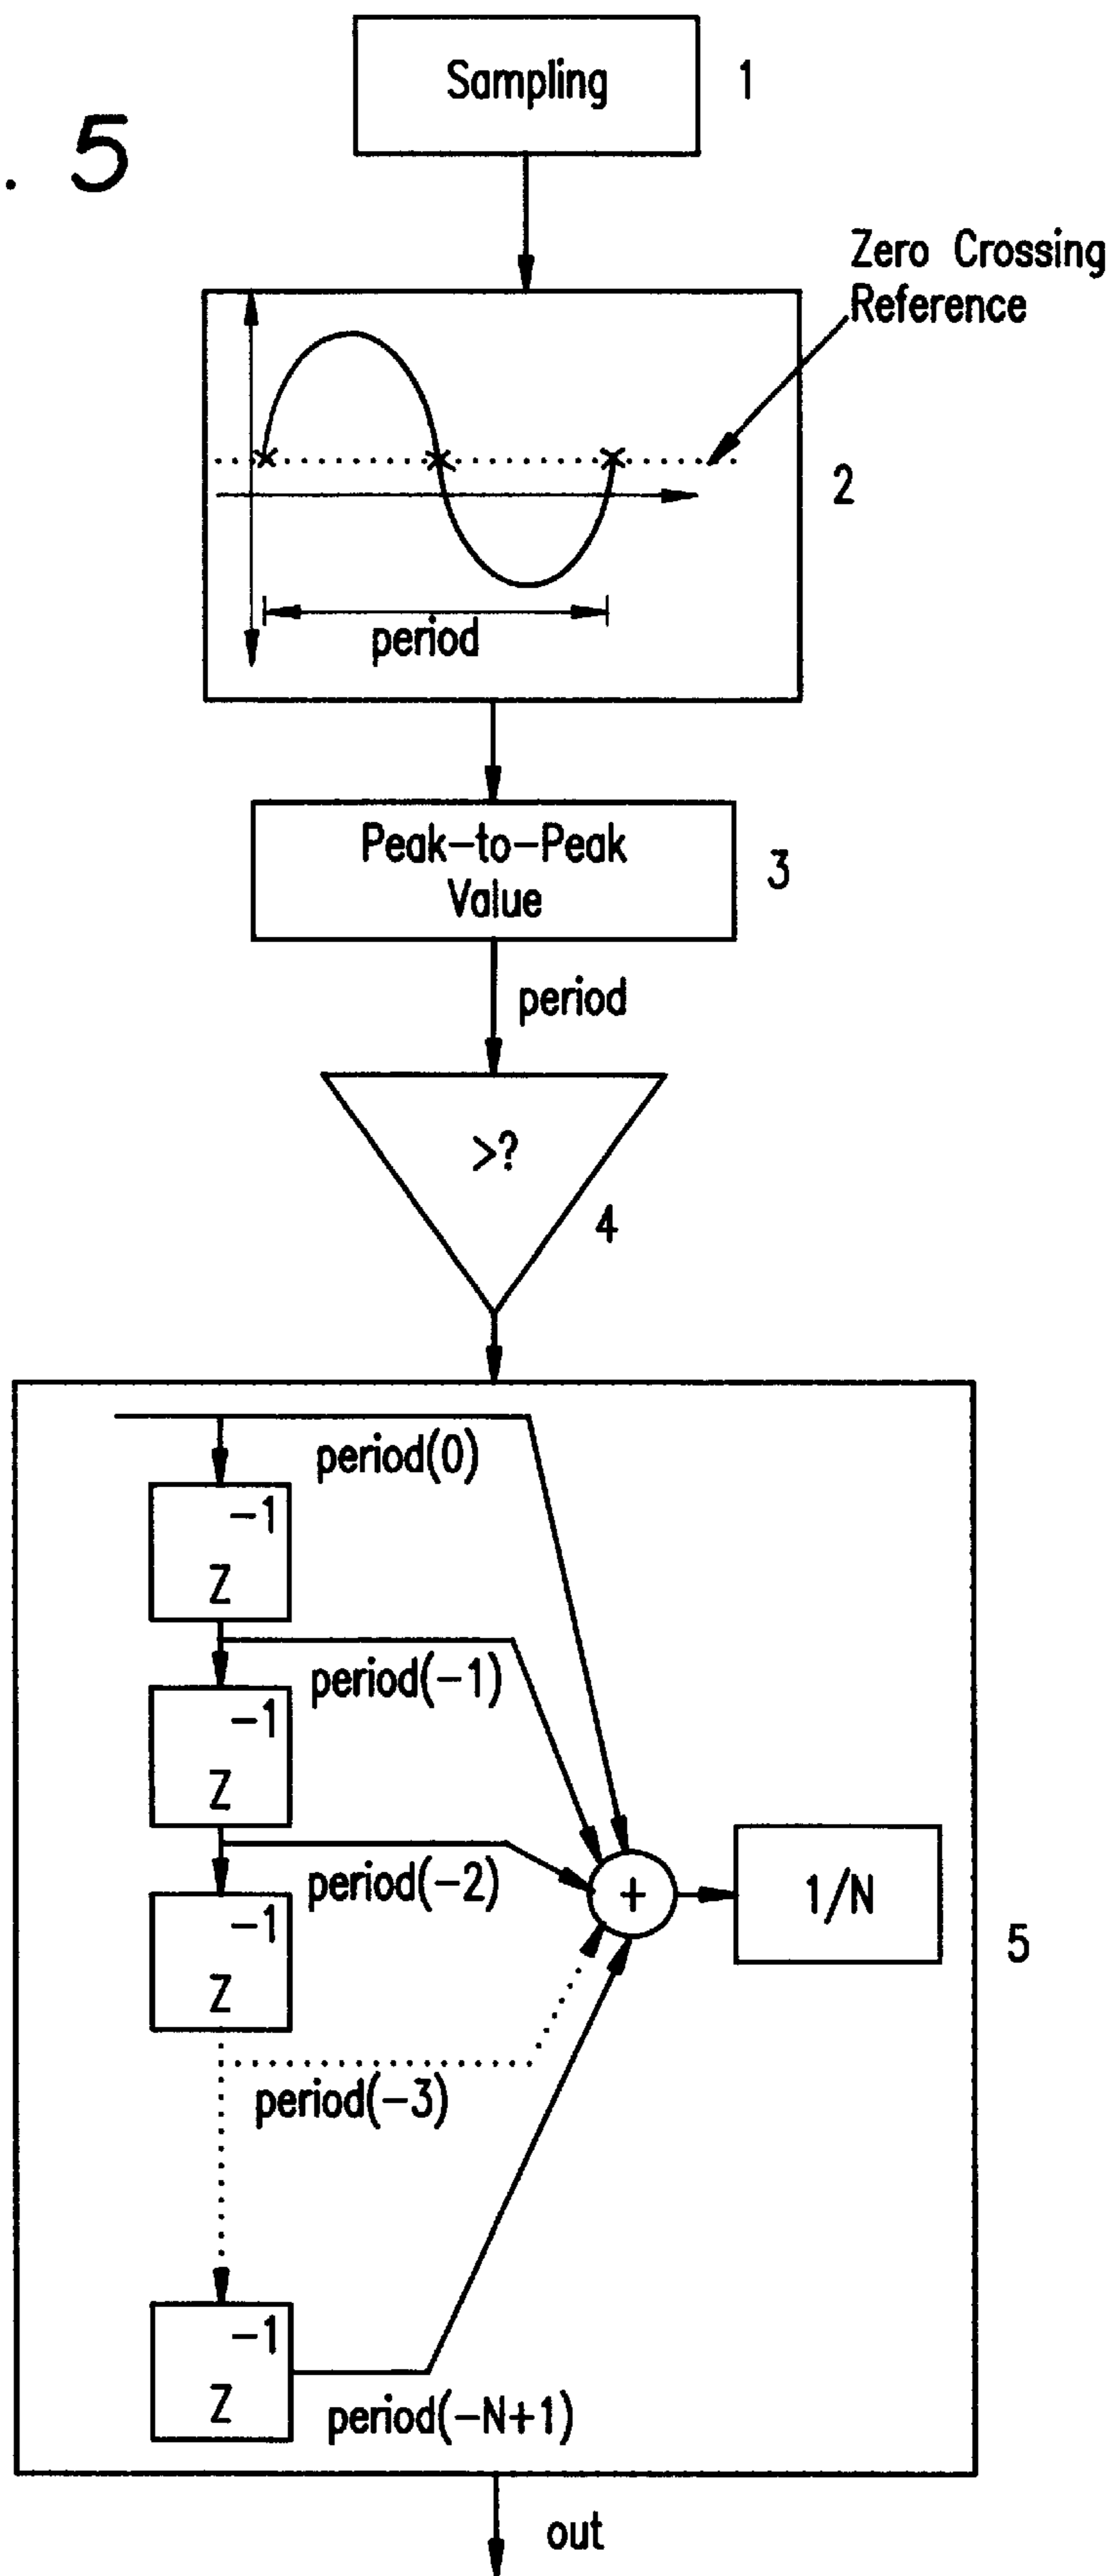 . 5
Sampling
1
Zero Crossing
Reference
2
period
Peak-to-Peak
Value
3
period
>?
4
period(0)
-1
Z
period(-1)
-1
Z
period(-2)
-1
Z
+
1/N
5
period(-3)
-1
Z
period(-N+1)
out